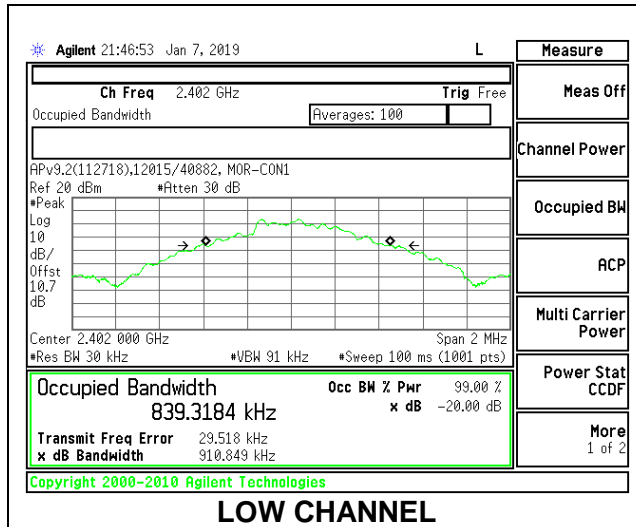 Agilent 21:46:53 Jan 7, 2019 L
Measure
Ch Freq 2.402 GHz Trig Free
Occupied Bandwidth Averages: 100
APv9.2(112718),12015/40882, MOR-CON1
Ref 20 dBm #Atten 30 dB
#Peak
Log
10
dB/
Offst
10.7
dB
Center 2.402 000 GHz Span 2 MHz
#Res BW 30 kHz #VBW 91 kHz #Sweep 100 ms (1001 pts)
Occupied Bandwidth Occ BW % Pwr 99.00 %
839.3184 kHz x dB -20.00 dB
Transmit Freq Error 29.518 kHz
x dB Bandwidth 910.849 kHz
Copyright 2000-2010 Agilent Technologies
Meas Off
Channel Power
Occupied BW
ACP
Multi Carrier
Power
Power Stat
CCDF
More
1 of 2
LOW CHANNEL